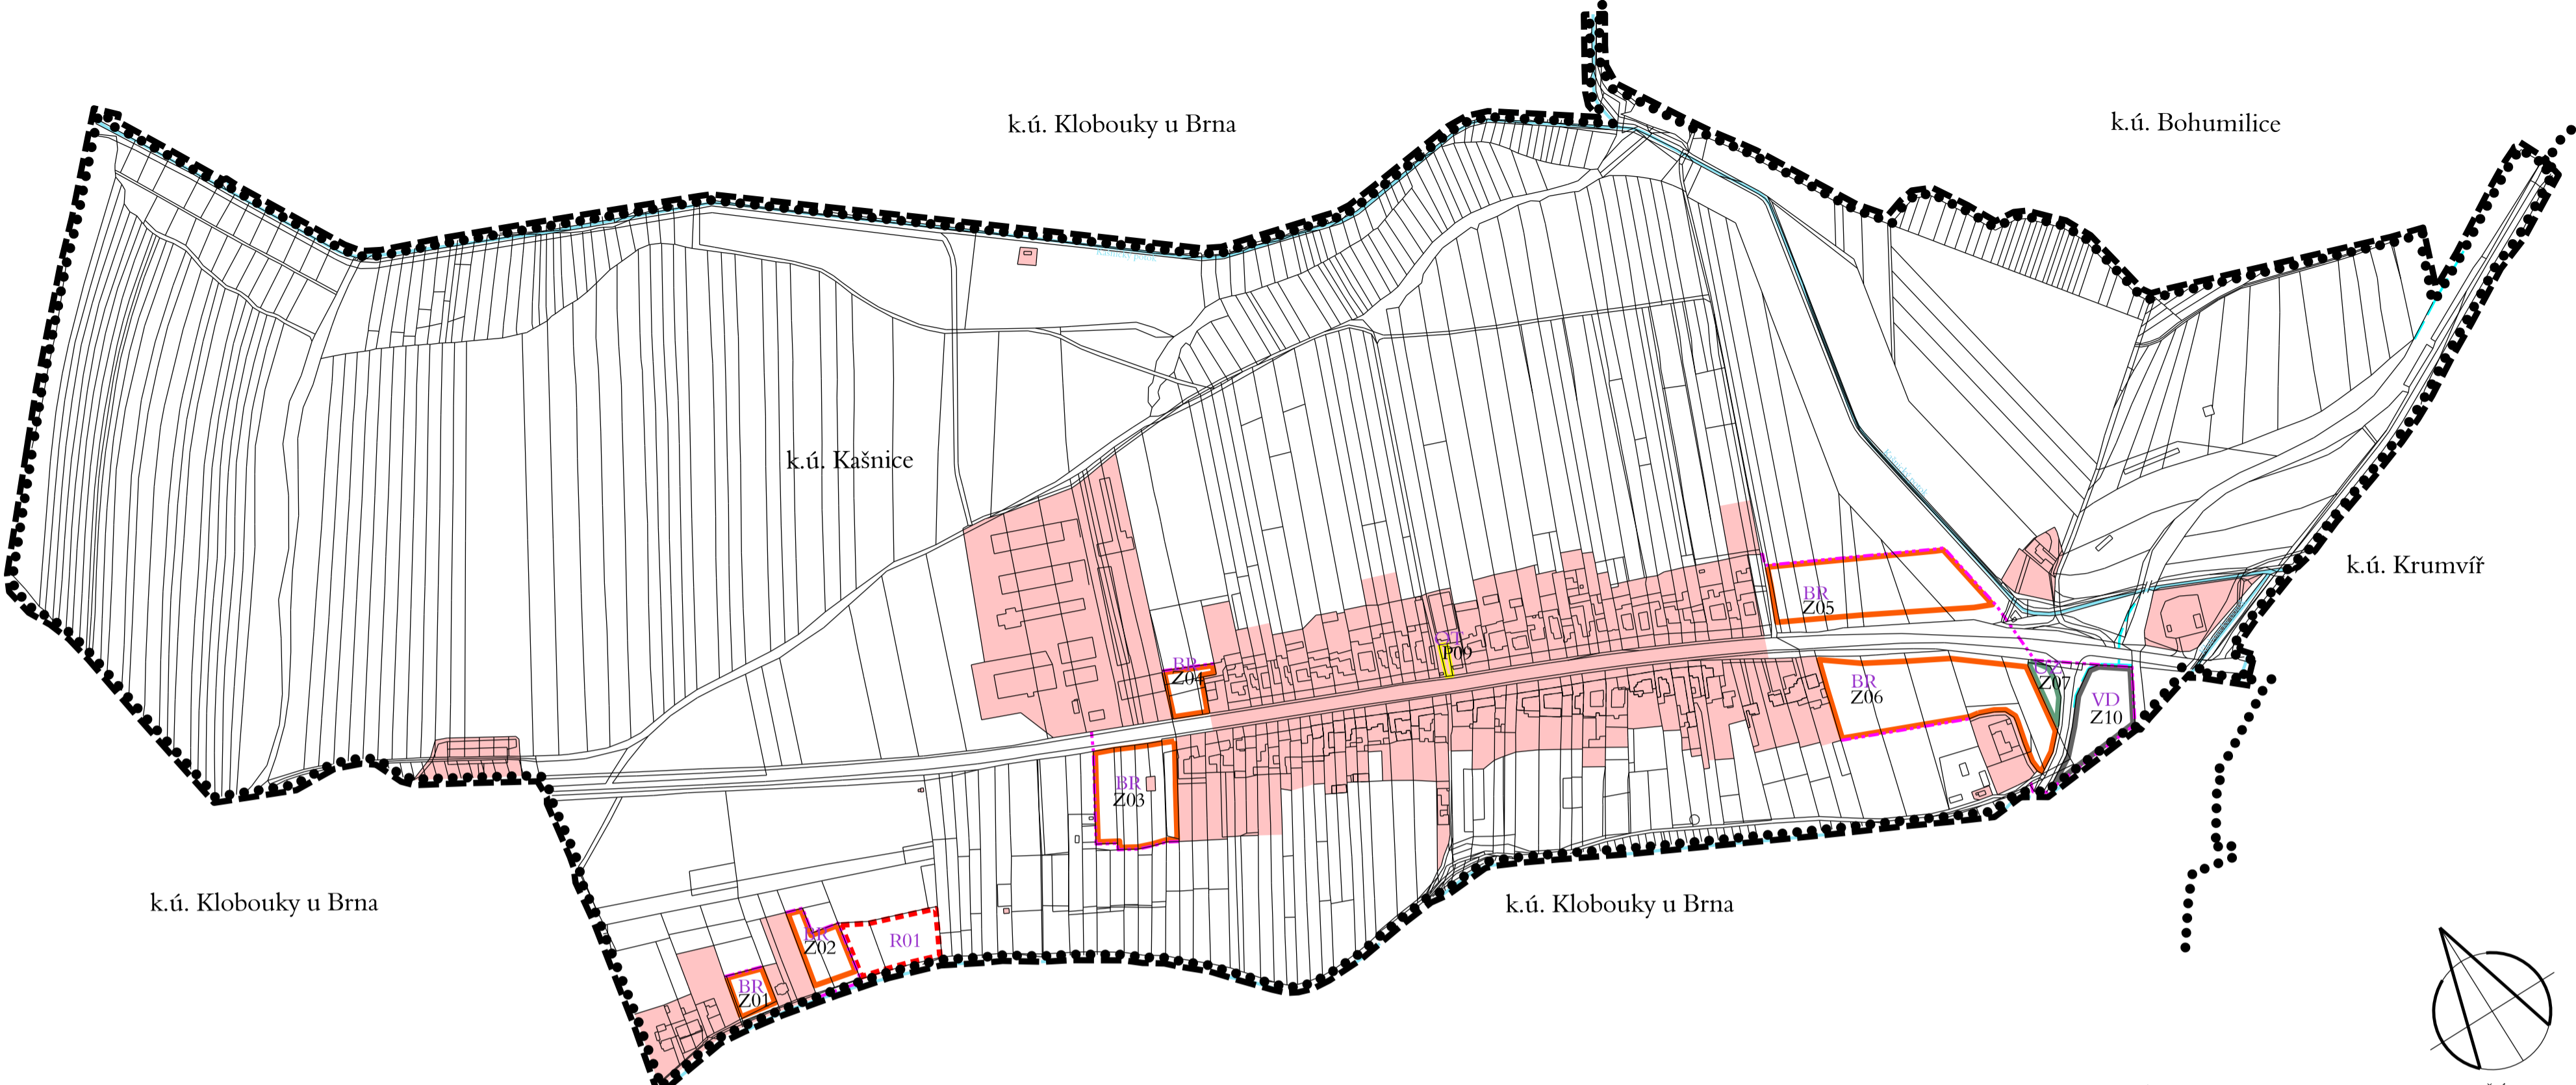 k.ú. Klobouky u Brna
k.ú. Bohumilice
k.ú. Kašnice
k.ú. Krumvíř
BR
Z05
P09
BR
Z04
BR
Z06
Z07
VD
Z10
BR
Z03
k.ú. Klobouky u Brna
k.ú. Klobouky u Brna
BR
Z02
R01
BR
Z01